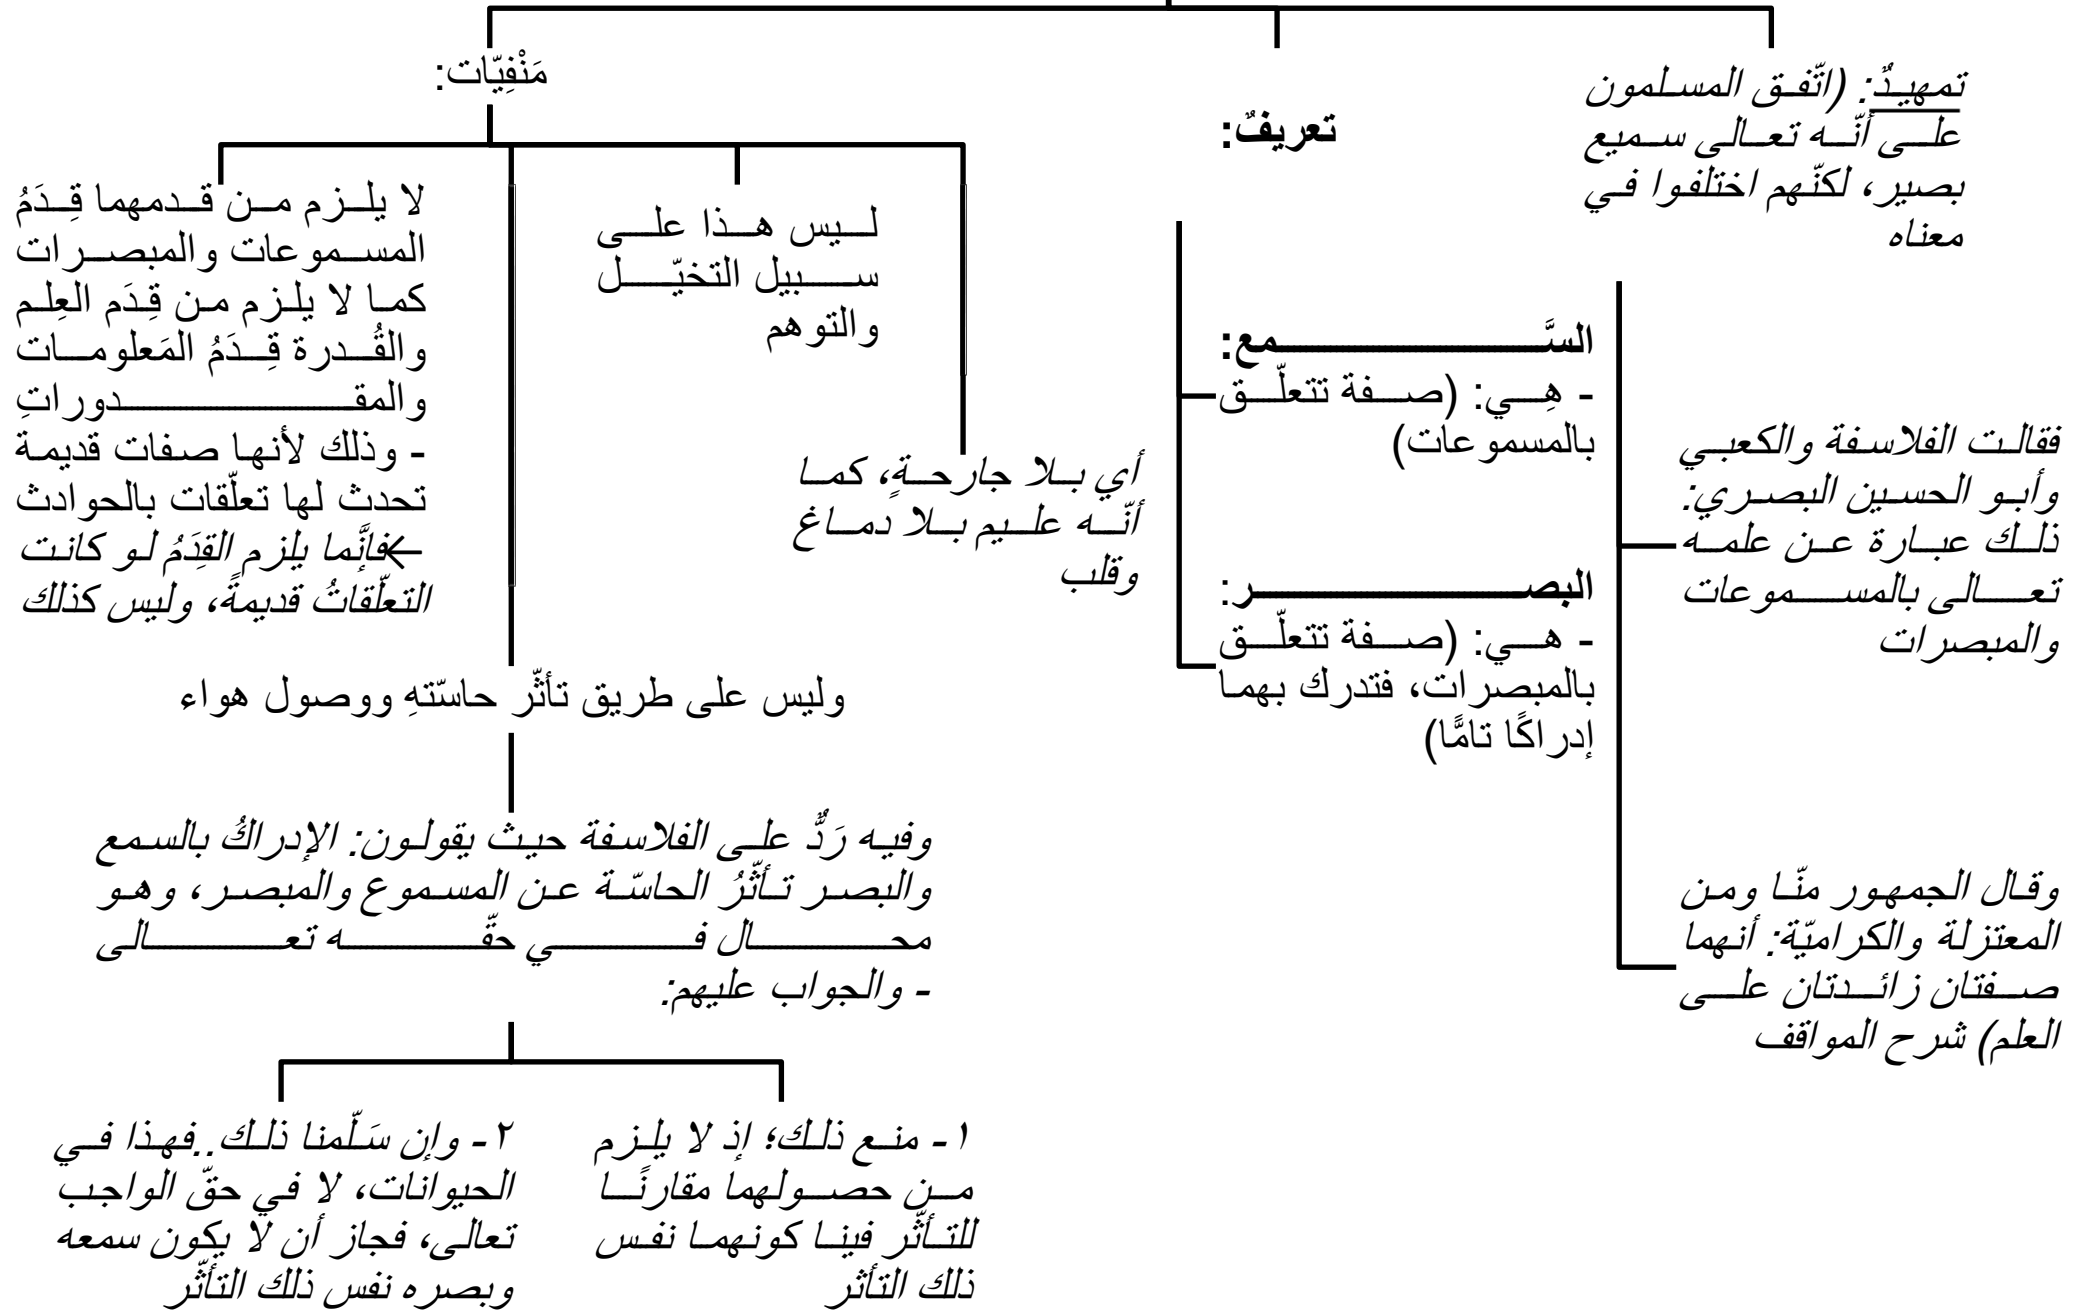 تمهيدٌ: (اتّفق المسلمون
على أنّه تعالى سميع
بصير، لكنّهم اختلفوا في
معناه
فقالت الفلاسفة والكعبي
وأبو الحسين البصري:
ذلك عبارة عن علمه
تعالى بالمسموعات
والمبصرات
وقال الجمهور منّا ومن
المعتزلة والكراميّة: أنهما
صفتان زائدتان على
العلم) شرح المواقف
تعريفٌ:
السَّمع:
- هِي: (صفة تتعلّق
بالمسموعات)
البصر:
- هي: (صفة تتعلّق
بالمبصرات، فتدرك بهما
إدراكًا تامًّا)
مَنْفِيّات:
أي بلا جارحةٍ، كما
أنّه عليم بلا دماغ
وقلب
ليس هذا على
سبيل التخيّل
والتوهم
وليس على طريق تأثّر حاسّتهِ ووصول هواء
وفيه رَدٌّ على الفلاسفة حيث يقولون: الإدراكُ بالسمع
والبصر تأثّرُ الحاسّة عن المسموع والمبصر، وهو
محال في حقّه تعالى
- والجواب عليهم:
١- منع ذلك؛ إذ لا يلزم
من حصولهما مقارنًا
للتأثّر فينا كونهما نفس
ذلك التأثر
٢- وإن سَلّمنا ذلك..فهذا في
الحيوانات، لا في حقّ الواجب
تعالى، فجاز أن لا يكون سمعه
وبصره نفس ذلك التأثّر
لا يلزم من قدمهما قِدَمُ
المسموعات والمبصرات
كما لا يلزم من قِدَم العِلم
والقُدرة قِدَمُ المَعلومات
والمقدوراتِ
- وذلك لأنها صفات قديمة
تحدث لها تعلّقات بالحوادث
←فإنَّما يلزم القِدَمُ لو كانت
التعلّقاتُ قديمةً، وليس كذلك